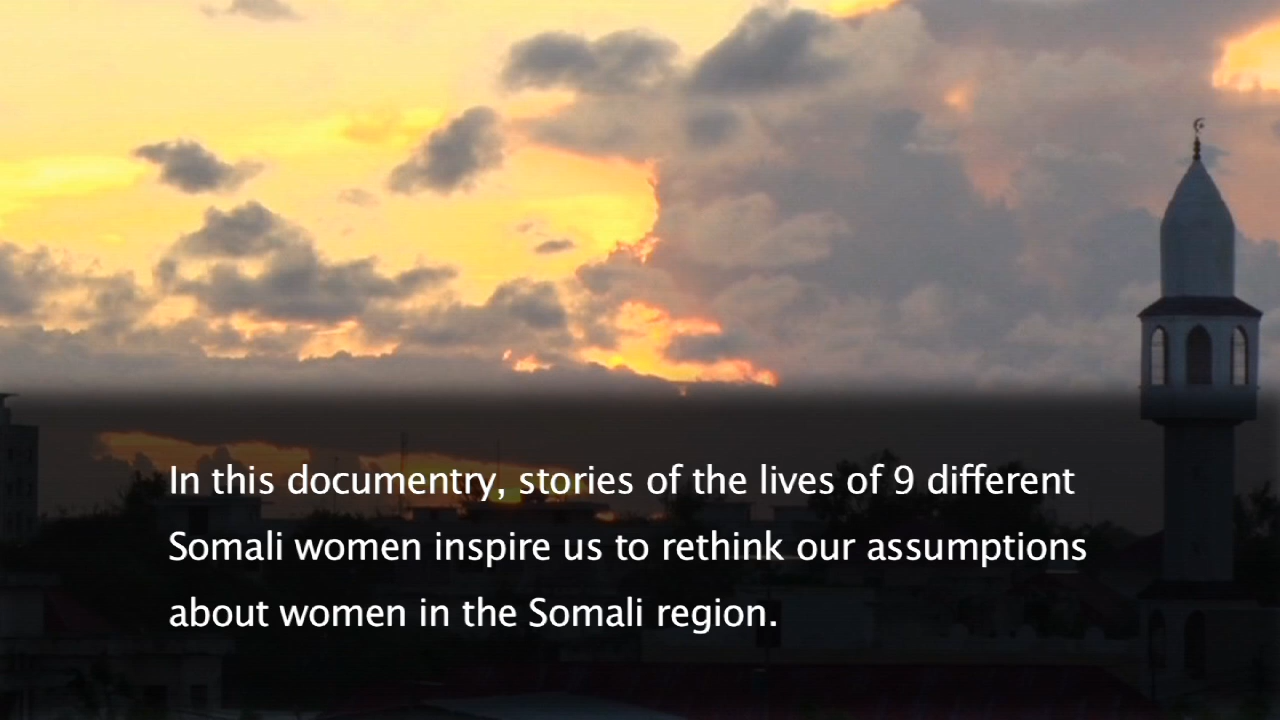 In this documentry, stories of the lives of 9 different
Somali women inspire us to rethink our assumptions
about women in the Somali region.